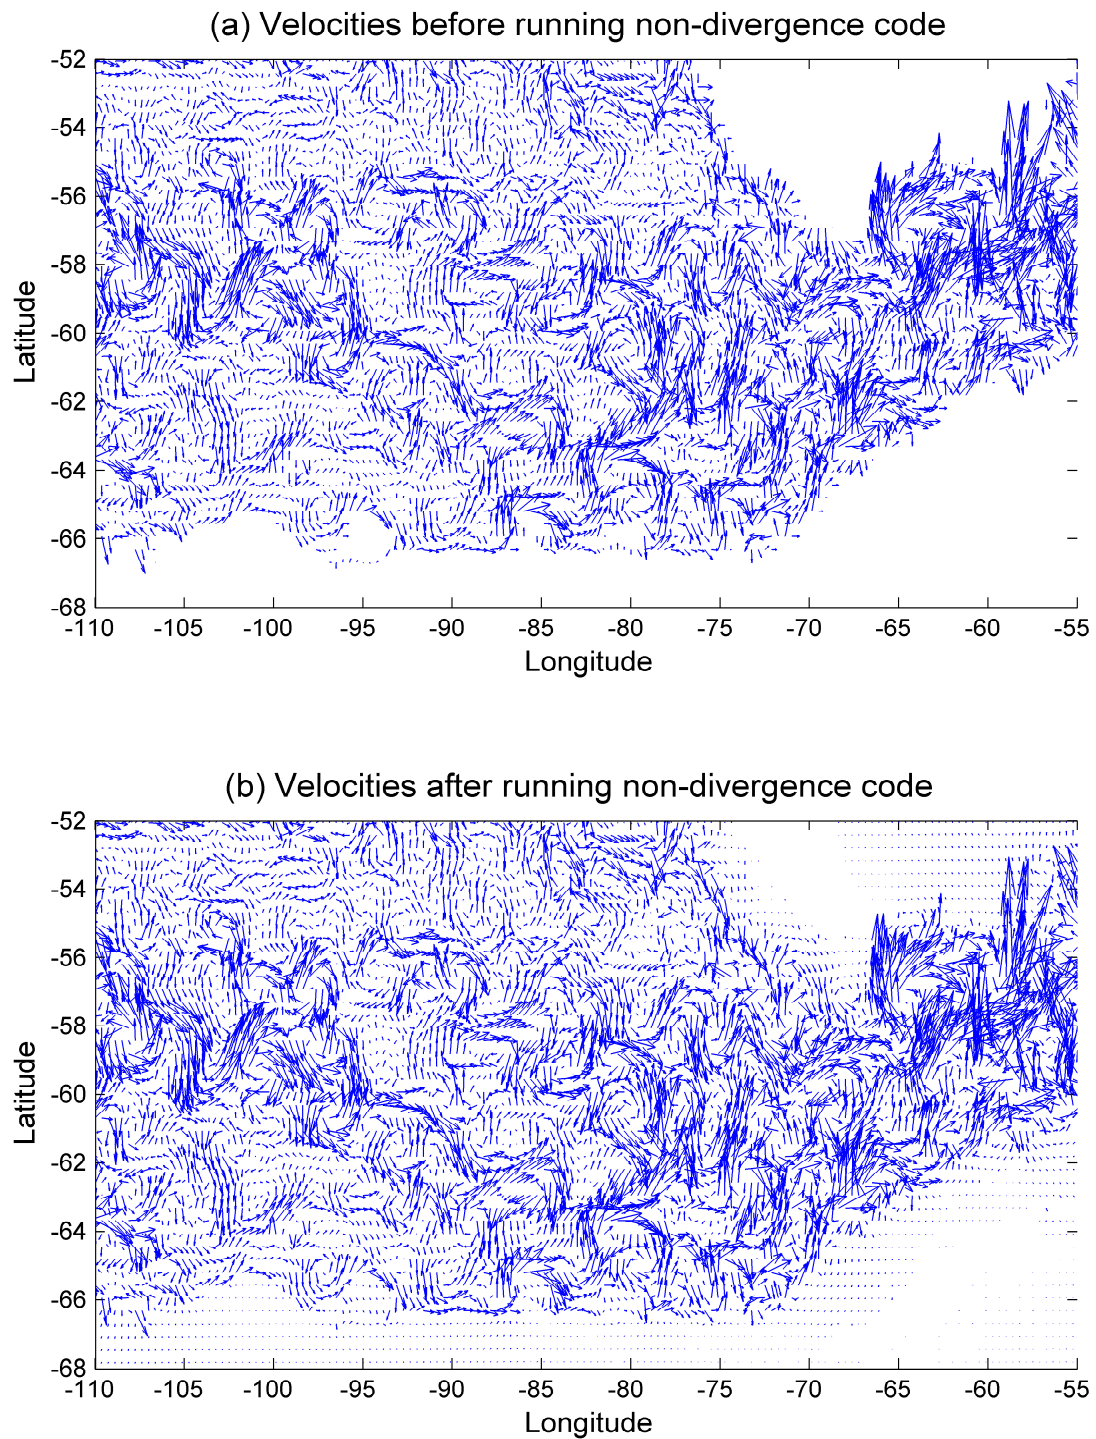 (a) Velocities before running non-divergence code
-52
-54
-56
-58
-60
-62
-64
-66
-68
Latitude
-110 -105 -100 -95 -90 -85 -80 -75 -70 -65 -60 -55
Longitude
(b) Velocities after running non-divergence code
-52
-54
-56
-58
-60
-62
-64
-66
-68
Latitude
-110 -105 -100 -95 -90 -85 -80 -75 -70 -65 -60 -55
Longitude